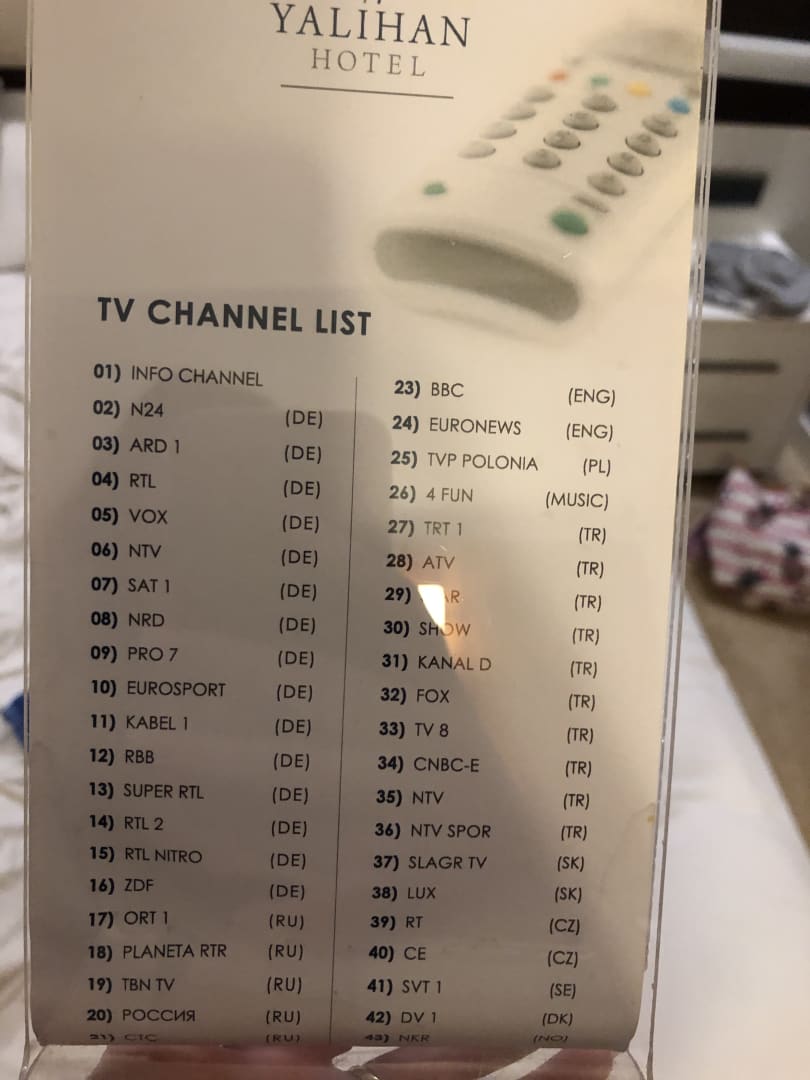 YALIHAN
HOTEL
TV CHANNEL LIST
01) INFO CHANNEL
02) N24 (DE)
03) ARD 1 (DE)
04) RTL (DE)
05) VOX (DE)
06) NTV (DE)
07) SAT 1 (DE)
08) NRD (DE)
09) PRO 7 (DE)
10) EUROSPORT (DE)
11) KABEL 1 (DE)
12) RBB (DE)
13) SUPER RTL (DE)
14) RTL 2 (DE)
15) RTL NITRO (DE)
16) ZDF (DE)
17) ORT 1 (RU)
18) PLANETA RTR (RU)
19) TBN TV (RU)
20) РОССИЯ (RU)
21) CTC (RU)
23) BBC (ENG)
24) EURONEWS (ENG)
25) TVP POLONIA (PL)
26) 4 FUN (MUSIC)
27) TRT 1 (TR)
28) ATV (TR)
29) (TR)
30) SHOW (TR)
31) KANAL D (TR)
32) FOX (TR)
33) TV 8 (TR)
34) CNBC-E (TR)
35) NTV (TR)
36) NTV SPOR (TR)
37) SLAGR TV (SK)
38) LUX (SK)
39) RT (CZ)
40) CE (CZ)
41) SVT 1 (SE)
42) DV 1 (DK)
43) NKR (NO)